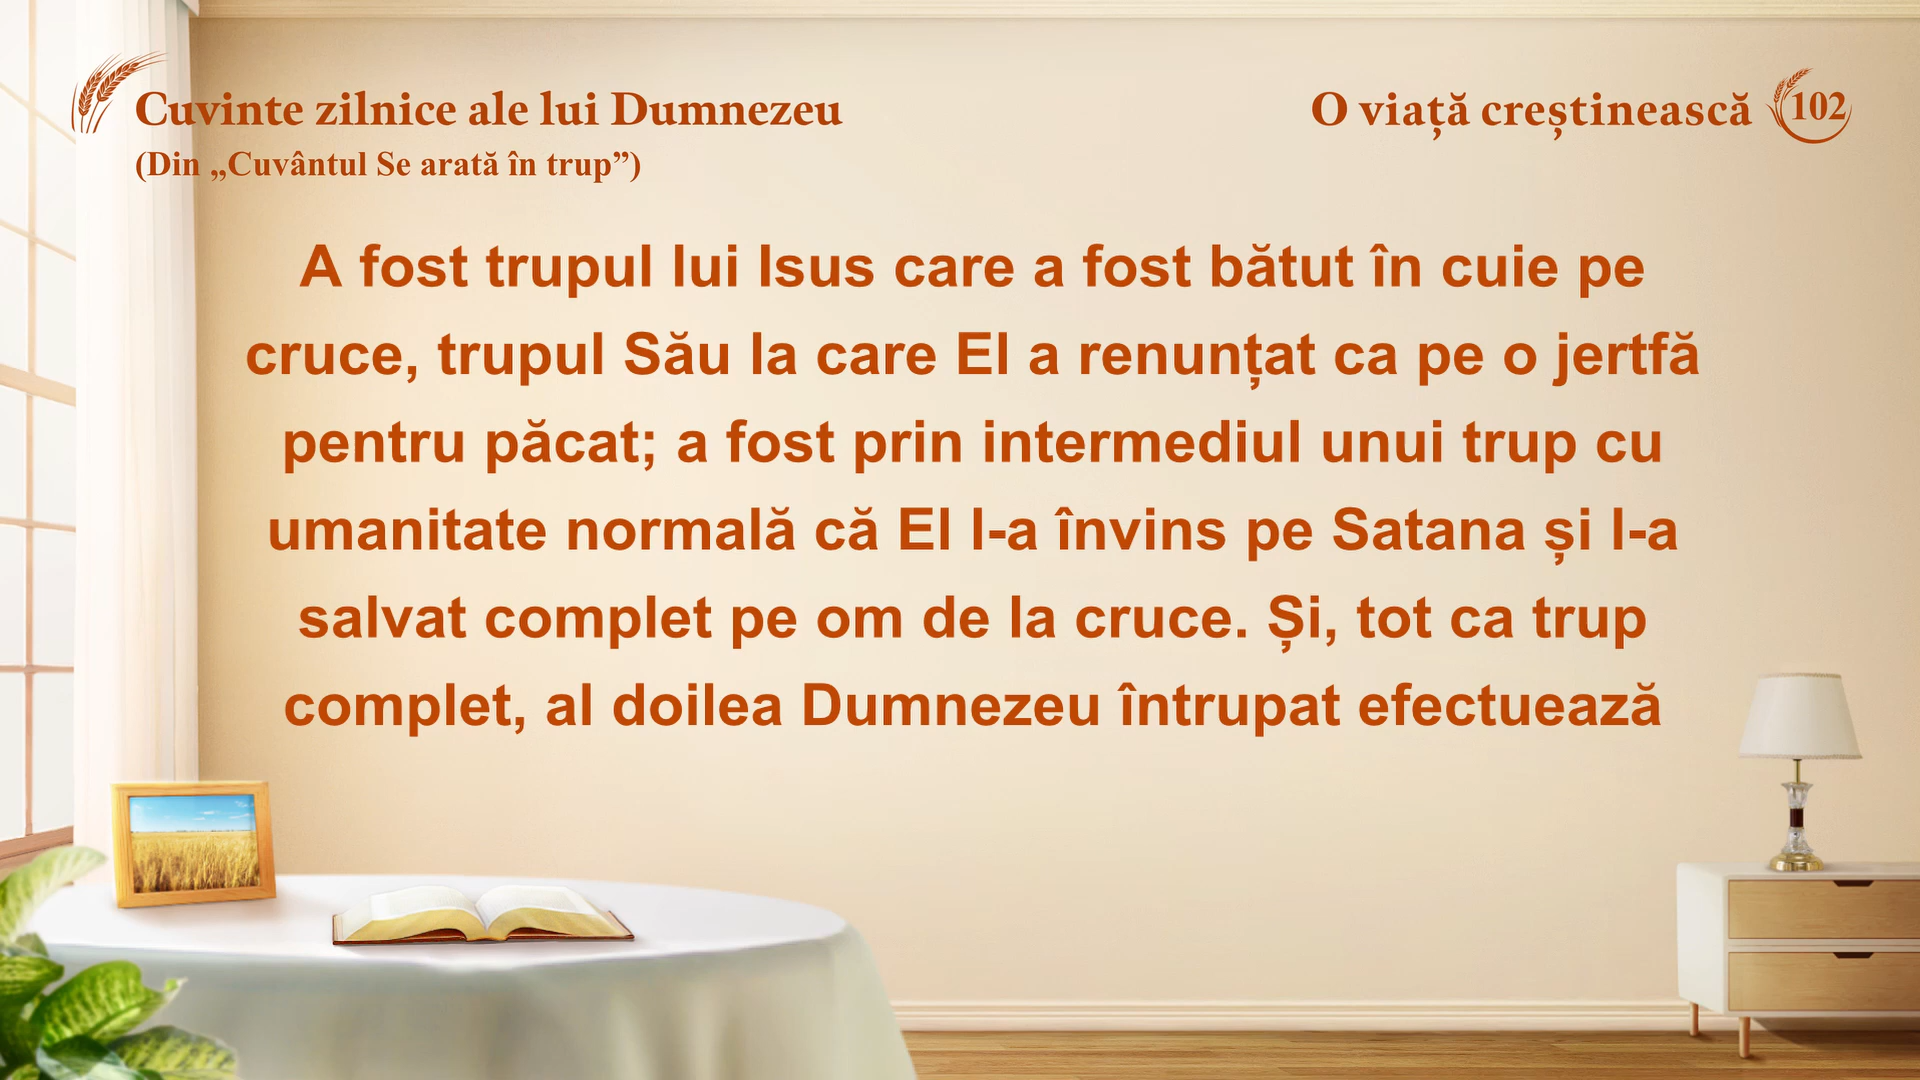 Cuvinte zilnice ale lui Dumnezeu
(Din „Cuvântul Se arată în trup”)
O viață creștinească 102
A fost trupul lui Isus care a fost bătut în cuie pe
cruce, trupul Său la care El a renunțat ca pe o jertfă
pentru păcat; a fost prin intermediul unui trup cu
umanitate normală că El l-a învins pe Satana și l-a
salvat complet pe om de la cruce. Și, tot ca trup
complet, al doilea Dumnezeu întrupat efectuează